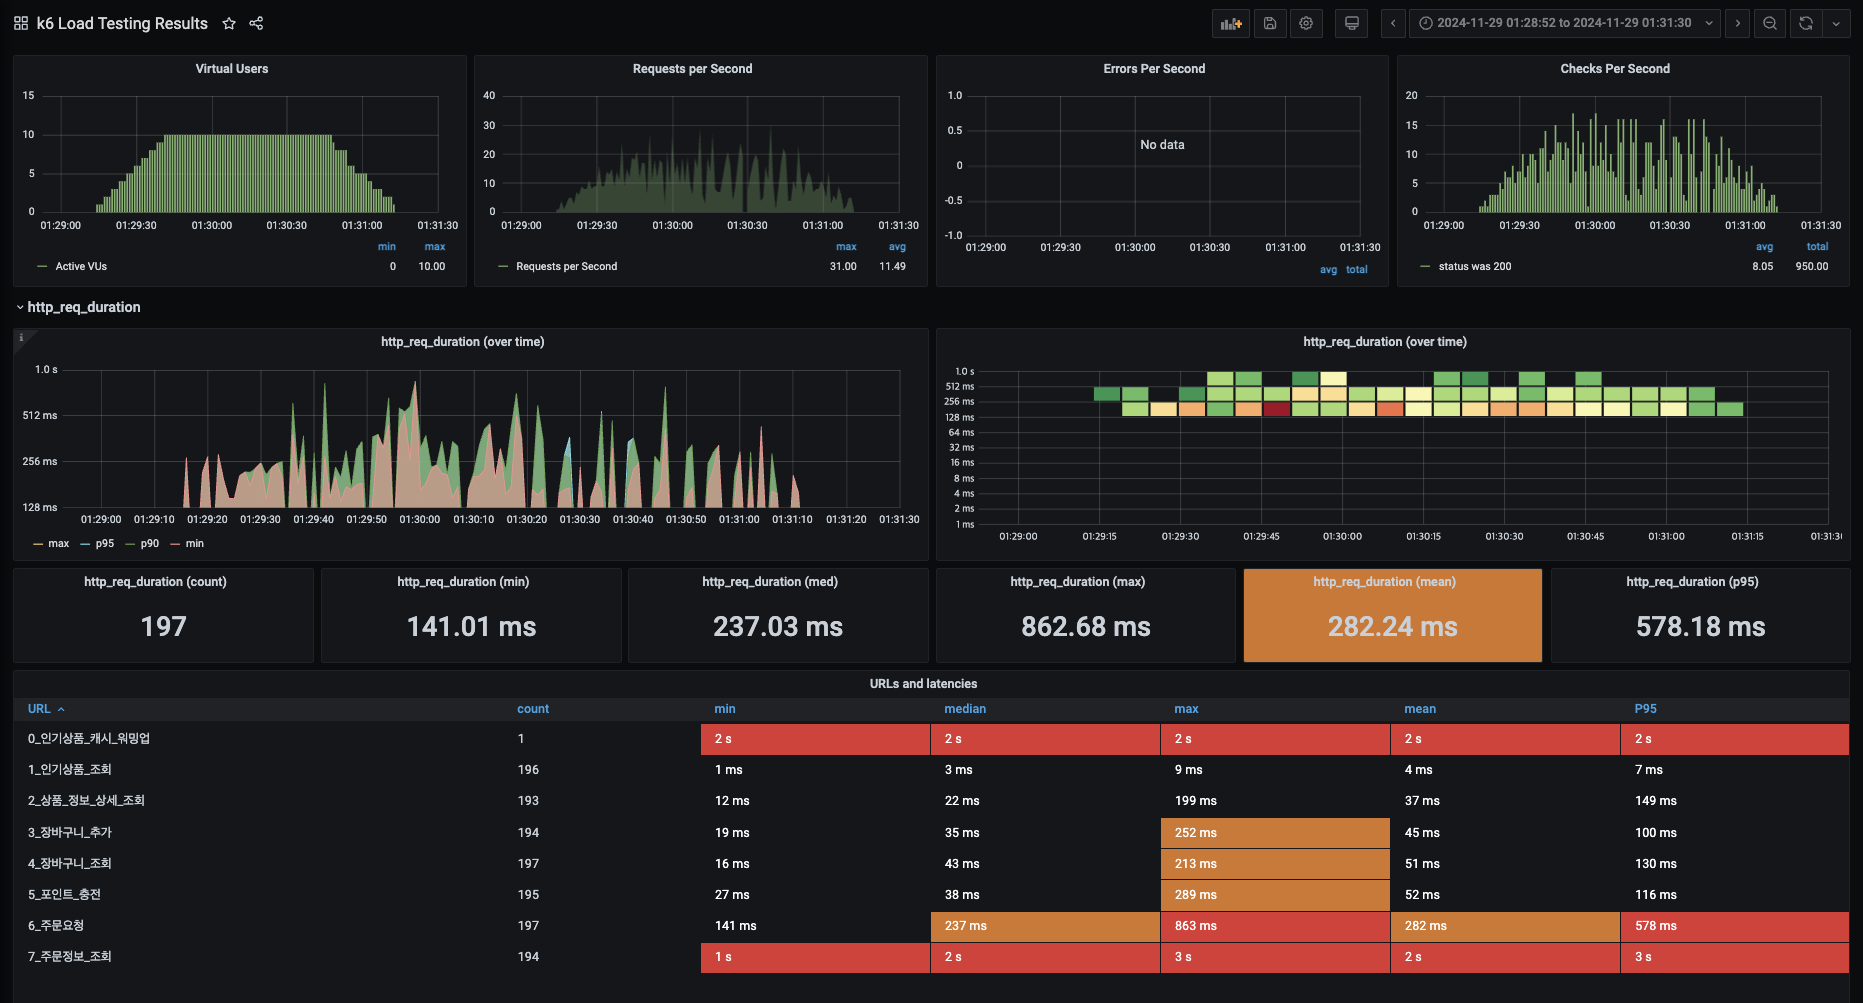 k6 Load Testing Results
2024-11-29 01:28:52 to 2024-11-29 01:31:30
Virtual Users
15
10
5
0
01:29:00 01:29:30 01:30:00 01:30:30 01:31:00 01:31:30
min max
Active VUs 0 10.00
Requests per Second
40
30
20
10
0
01:29:00 01:29:30 01:30:00 01:30:30 01:31:00 01:31:30
max avg
Requests per Second 31.00 11.49
Errors Per Second
1.0
0.5
0
-0.5
-1.0
No data
01:29:00 01:29:30 01:30:00 01:30:30 01:31:00 01:31:30
avg total
Checks Per Second
20
15
10
5
0
01:29:00 01:29:30 01:30:00 01:30:30 01:31:00 01:31:30
avg total
status was 200 8.05 950.00
http_req_duration
i
http_req_duration (over time)
1.0 s
512 ms
256 ms
128 ms
01:29:00 01:29:10 01:29:20 01:29:30 01:29:40 01:29:50 01:30:00 01:30:10 01:30:20 01:30:30 01:30:40 01:30:50 01:31:00 01:31:10 01:31:20 01:31:30
max p95 p90 min
http_req_duration (over time)
1.0 s
512 ms
256 ms
128 ms
64 ms
32 ms
16 ms
8 ms
4 ms
2 ms
1 ms
01:29:00 01:29:15 01:29:30 01:29:45 01:30:00 01:30:15 01:30:30 01:30:45 01:31:00 01:31:15 01:31:3
http_req_duration (count)
197
http_req_duration (min)
141.01 ms
http_req_duration (med)
237.03 ms
http_req_duration (max)
862.68 ms
http_req_duration (mean)
282.24 ms
http_req_duration (p95)
578.18 ms
URLs and latencies
URL count min median max mean P95
0_인기상품_캐시_워밍업 1 2 s 2 s 2 s 2 s 2 s
1_인기상품_조회 196 1 ms 3 ms 9 ms 4 ms 7 ms
2_상품_정보_상세_조회 193 12 ms 22 ms 199 ms 37 ms 149 ms
3_장바구니_추가 194 19 ms 35 ms 252 ms 45 ms 100 ms
4_장바구니_조회 197 16 ms 43 ms 213 ms 51 ms 130 ms
5_포인트_충전 195 27 ms 38 ms 289 ms 52 ms 116 ms
6_주문요청 197 141 ms 237 ms 863 ms 282 ms 578 ms
7_주문정보_조회 194 1 s 2 s 3 s 2 s 3 s